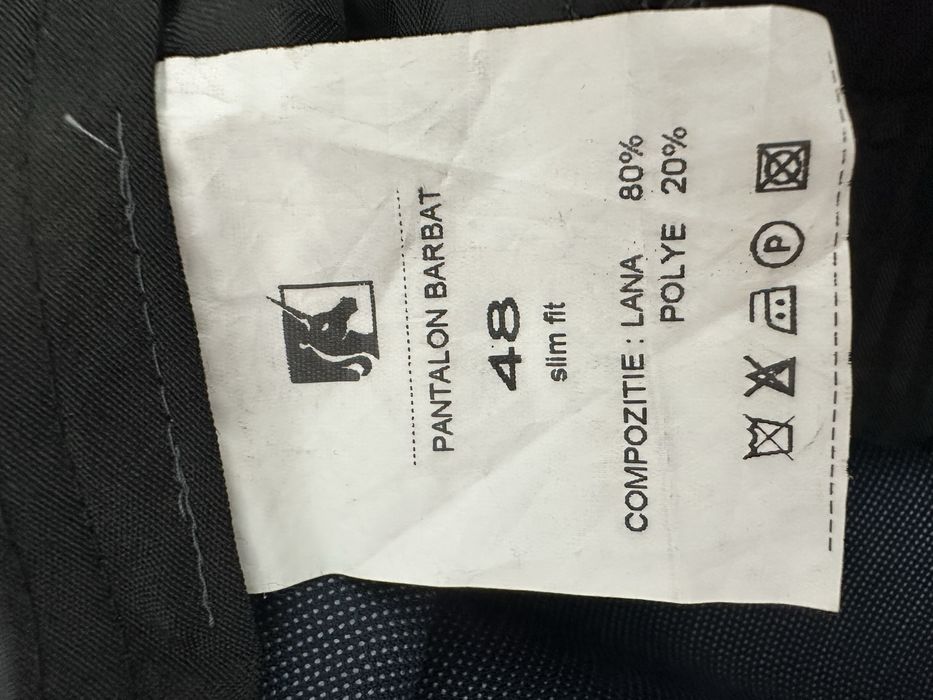 PANTALON BARBAT
48
slim fit
COMPOZITIE : LANA 80%
POLYE 20%
P